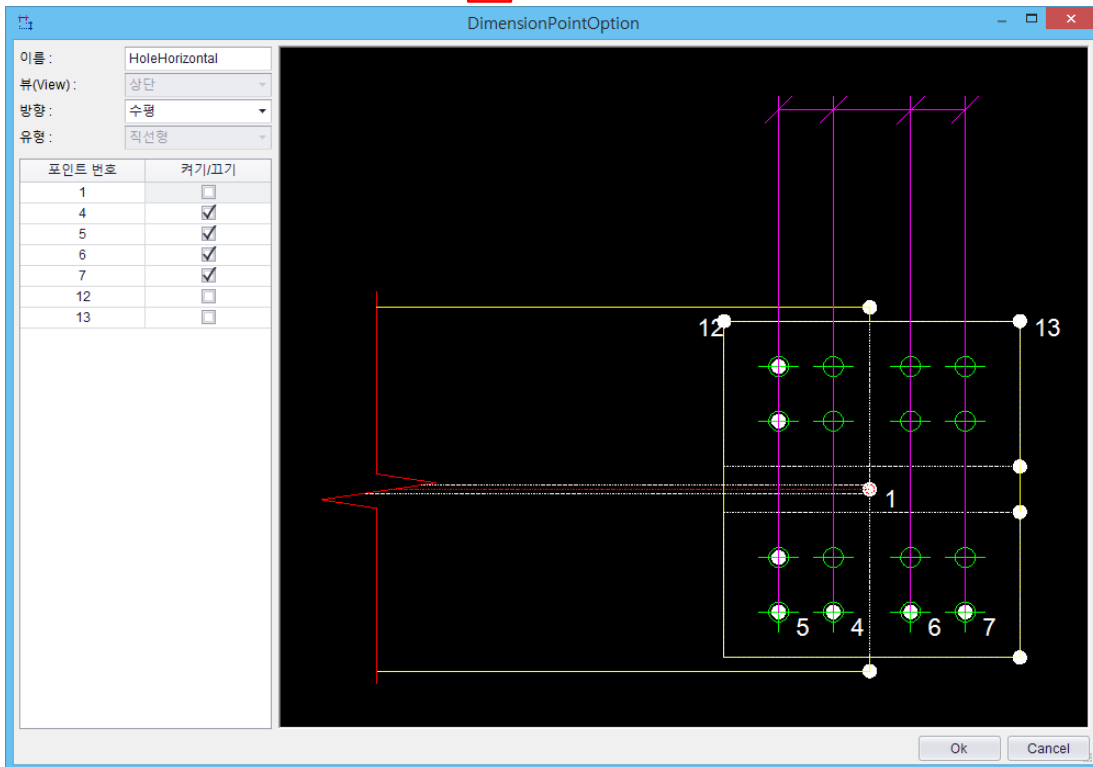 DimensionPointOption
이름 : HoleHorizontal
뷰(View) : 상단
방향 : 수평
유형 : 직선형
포인트 번호 켜기/끄기
1
4
5
6
7
12
13
12 13
1
5 4 6 7
Ok Cancel